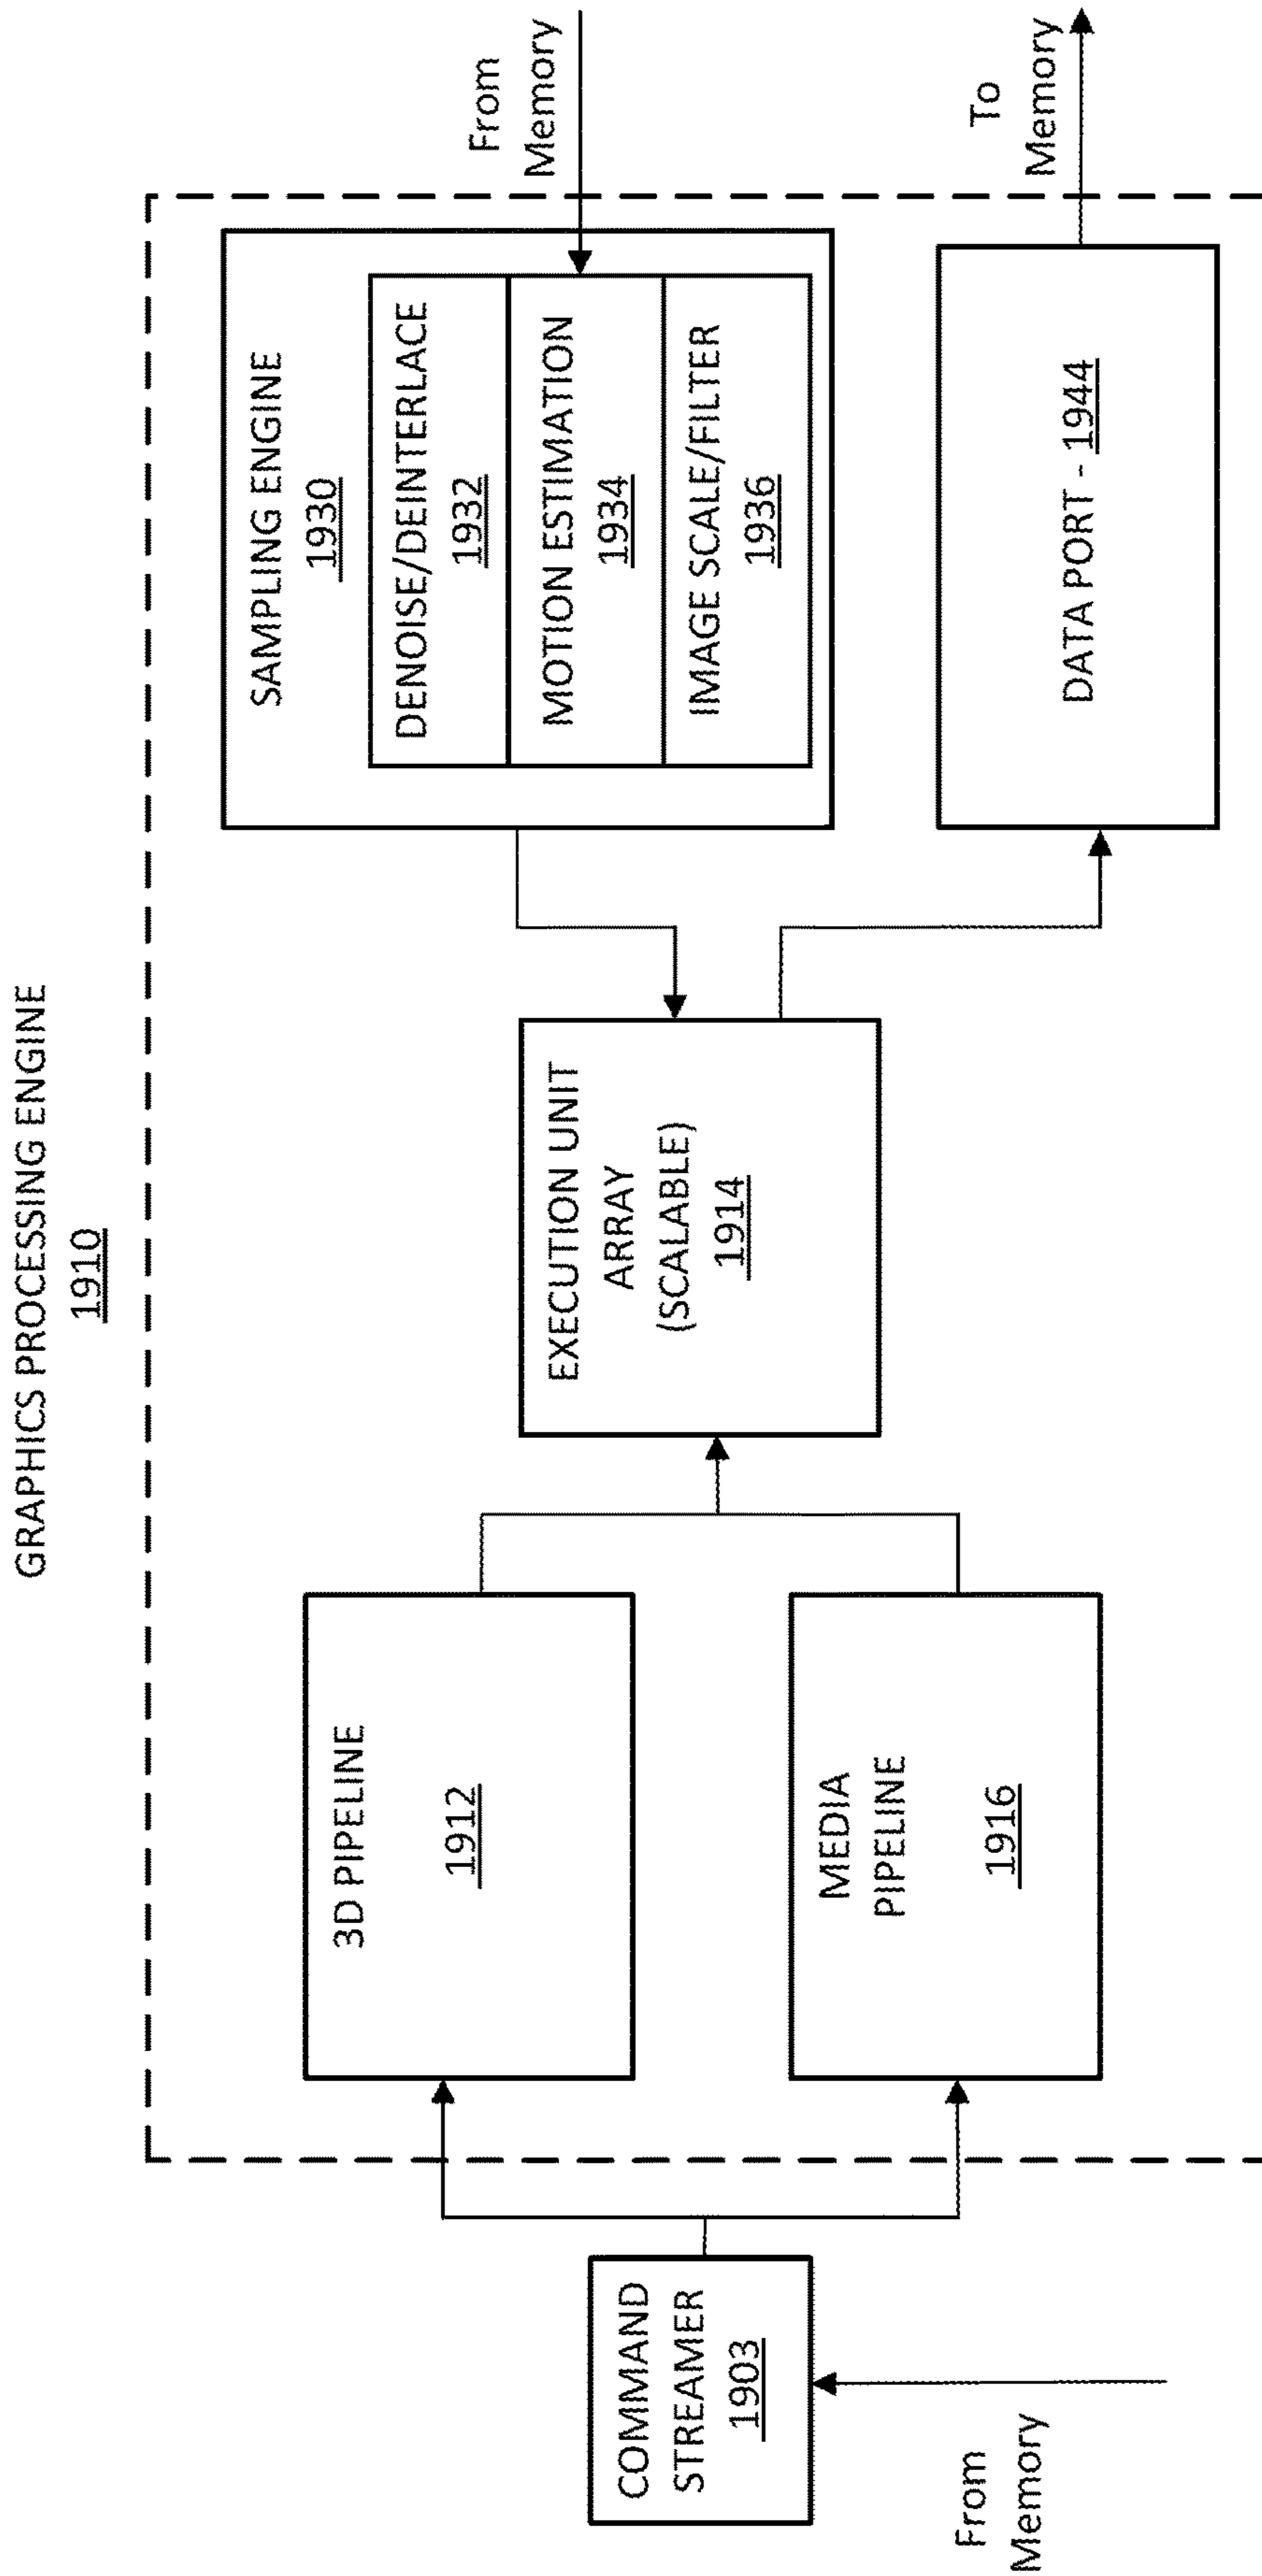 GRAPHICS PROCESSING ENGINE
1910
COMMAND
STREAMER
1903
From
Memory
3D PIPELINE
1912
MEDIA
PIPELINE
1916
EXECUTION UNIT
ARRAY
(SCALABLE)
1914
SAMPLING ENGINE
1930
DENOISE/DEINTERLACE
1932
MOTION ESTIMATION
1934
IMAGE SCALE/FILTER
1936
DATA PORT - 1944
From
Memory
To
Memory